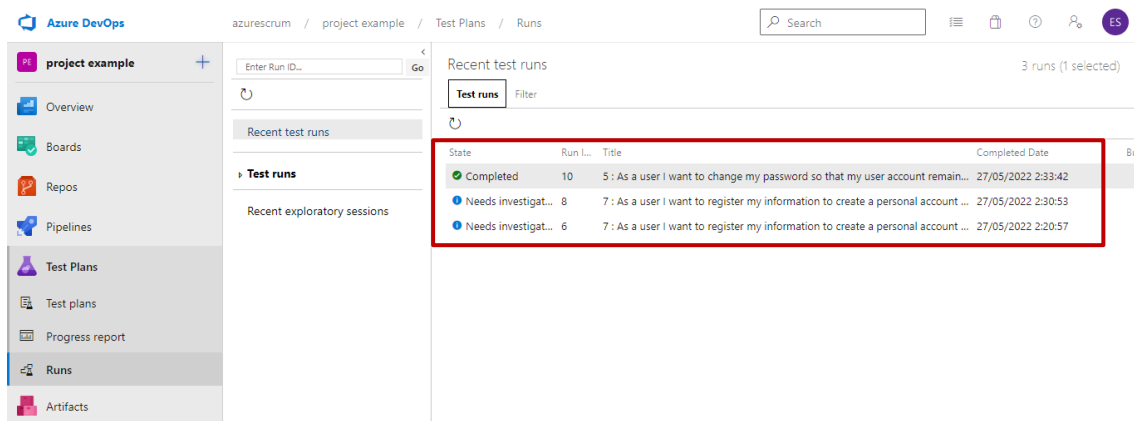 Azure DevOps
azurescrum / project example / Test Plans / Runs
Search
ES
PE project example
Overview
Boards
Repos
Pipelines
Test Plans
Test plans
Progress report
Runs
Artifacts
Enter Run ID...
Go
Recent test runs
Test runs
Recent exploratory sessions
Recent test runs
3 runs (1 selected)
Test runs Filter
State Run I... Title Completed Date Bu
Completed 10 5 : As a user I want to change my password so that my user account remain... 27/05/2022 2:33:42
Needs investigat... 8 7 : As a user I want to register my information to create a personal account ... 27/05/2022 2:30:53
Needs investigat... 6 7 : As a user I want to register my information to create a personal account ... 27/05/2022 2:20:57